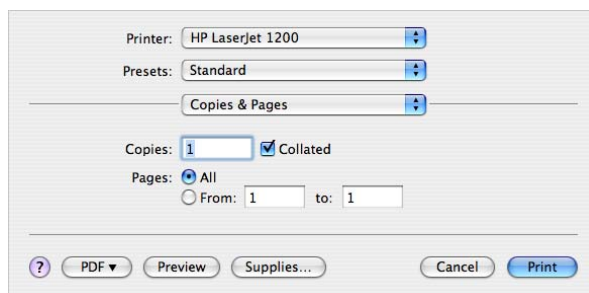 Printer: HP LaserJet 1200
Presets: Standard
Copies & Pages
Copies: 1 Collated
Pages: All
From: 1 to: 1
? PDF▼ Preview Supplies... Cancel Print